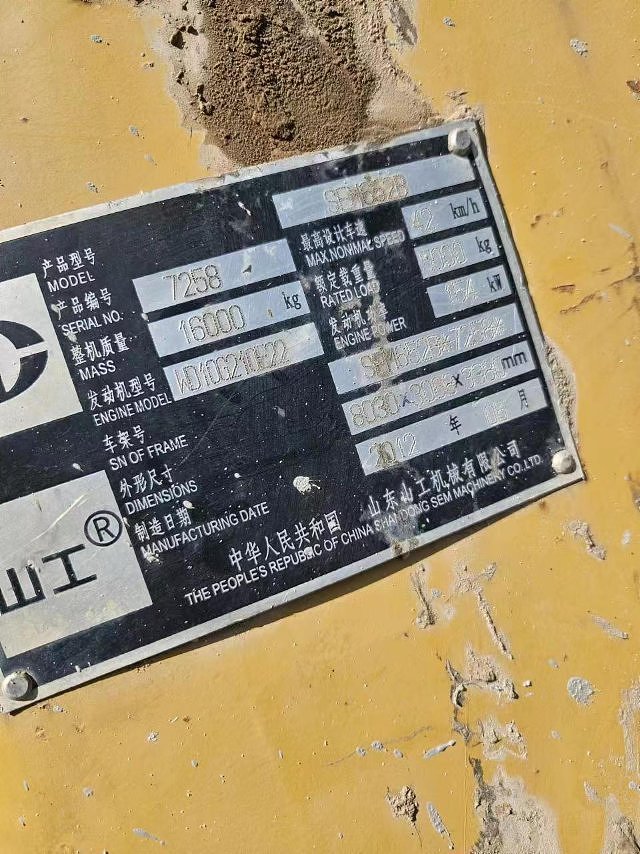 产品型号 SEM652B
MODEL
产品编号 7258 最高设计车速 42 km/h
SERIAL NO. MAX.NONIMAL SPEED
整机质量 16000 kg 额定载重量 kg
MASS RATED LOAD
发动机型号 WD10G210E22 发动机功率 kW
ENGINE MODEL ENGINE POWER
车架号
SN OF FRAME
外形尺寸 mm
DIMENSIONS
制造日期 2012 年 月
MANUFACTURING DATE
山工®
中华人民共和国 山东山工机械有限公司
THE PEOPLE'S REPUBLIC OF CHINA SHANDONG SEM MACHINERY CO.,LTD.